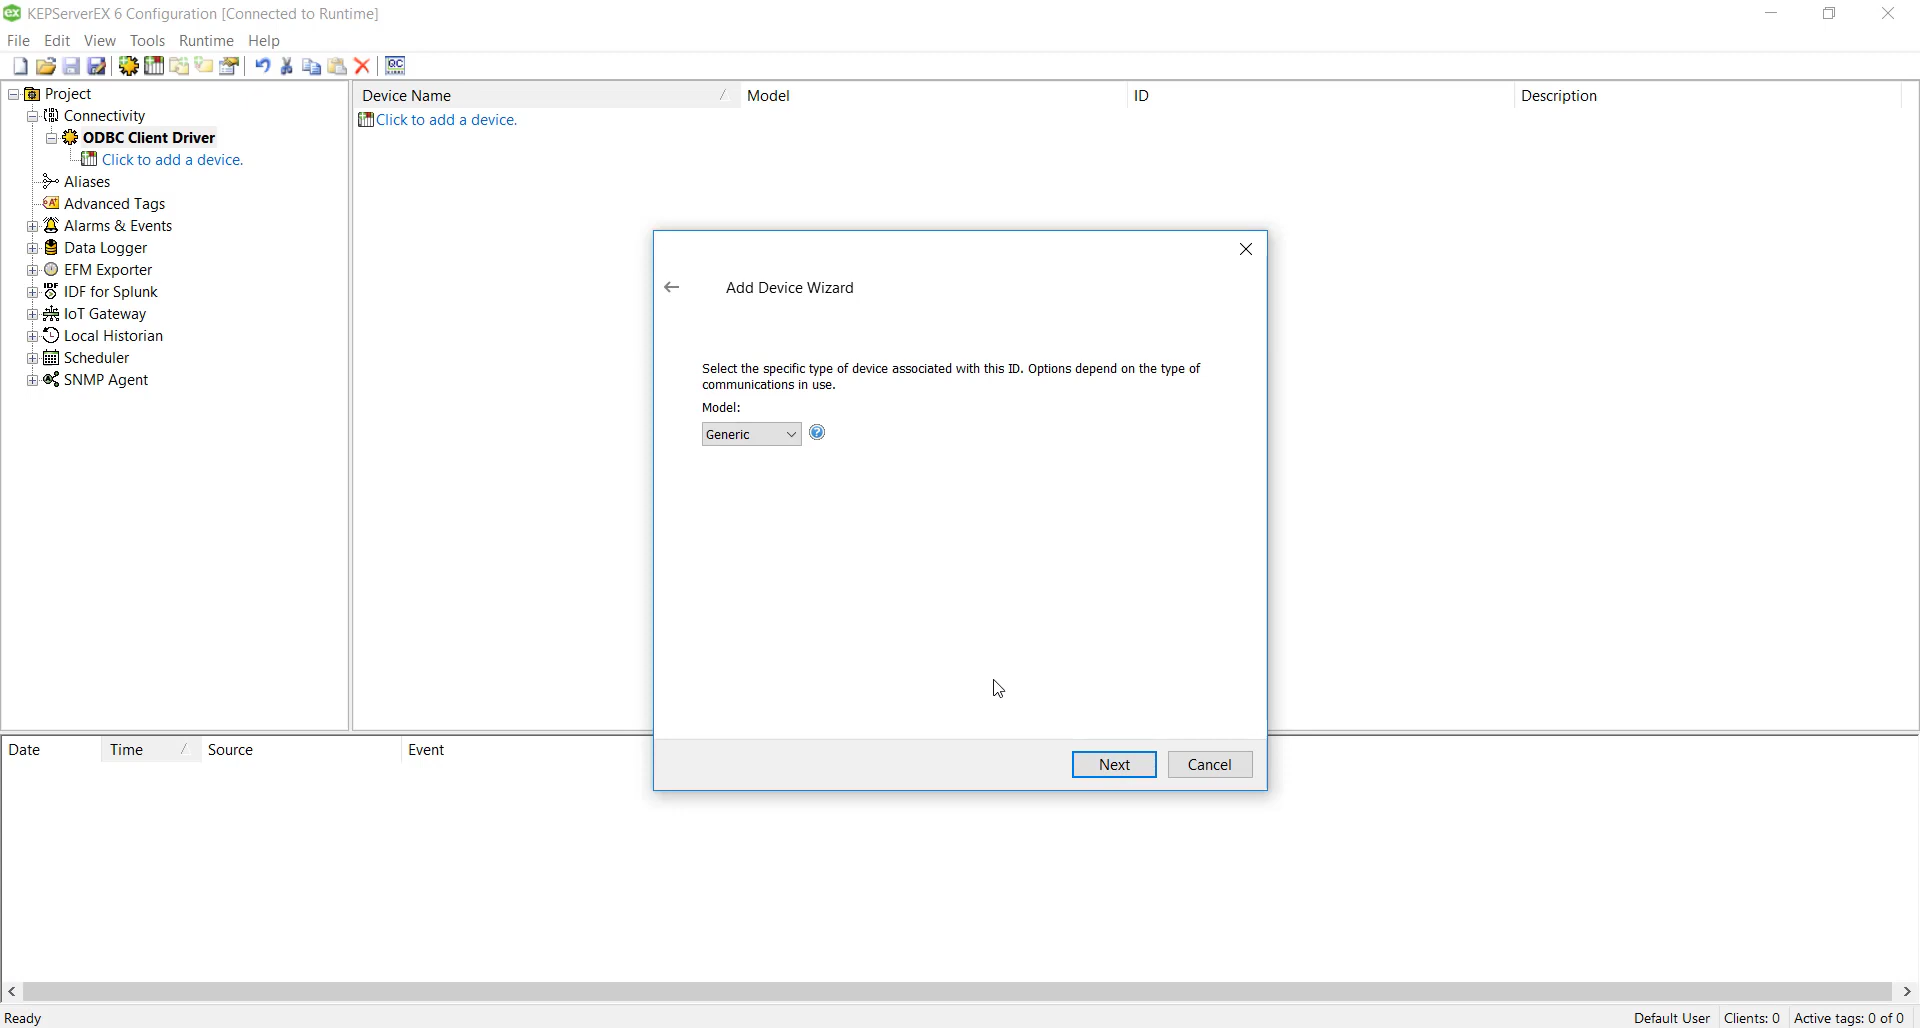 KEPServerEX 6 Configuration [Connected to Runtime]
File Edit View Tools Runtime Help
Project
Connectivity
ODBC Client Driver
Click to add a device.
Aliases
Advanced Tags
Alarms & Events
Data Logger
EFM Exporter
IDF for Splunk
IoT Gateway
Local Historian
Scheduler
SNMP Agent
Device Name Model ID Description
Click to add a device.
Add Device Wizard
Select the specific type of device associated with this ID. Options depend on the type of
communications in use.
Model:
Generic
Next Cancel
Date Time Source Event
Ready Default User Clients: 0 Active tags: 0 of 0